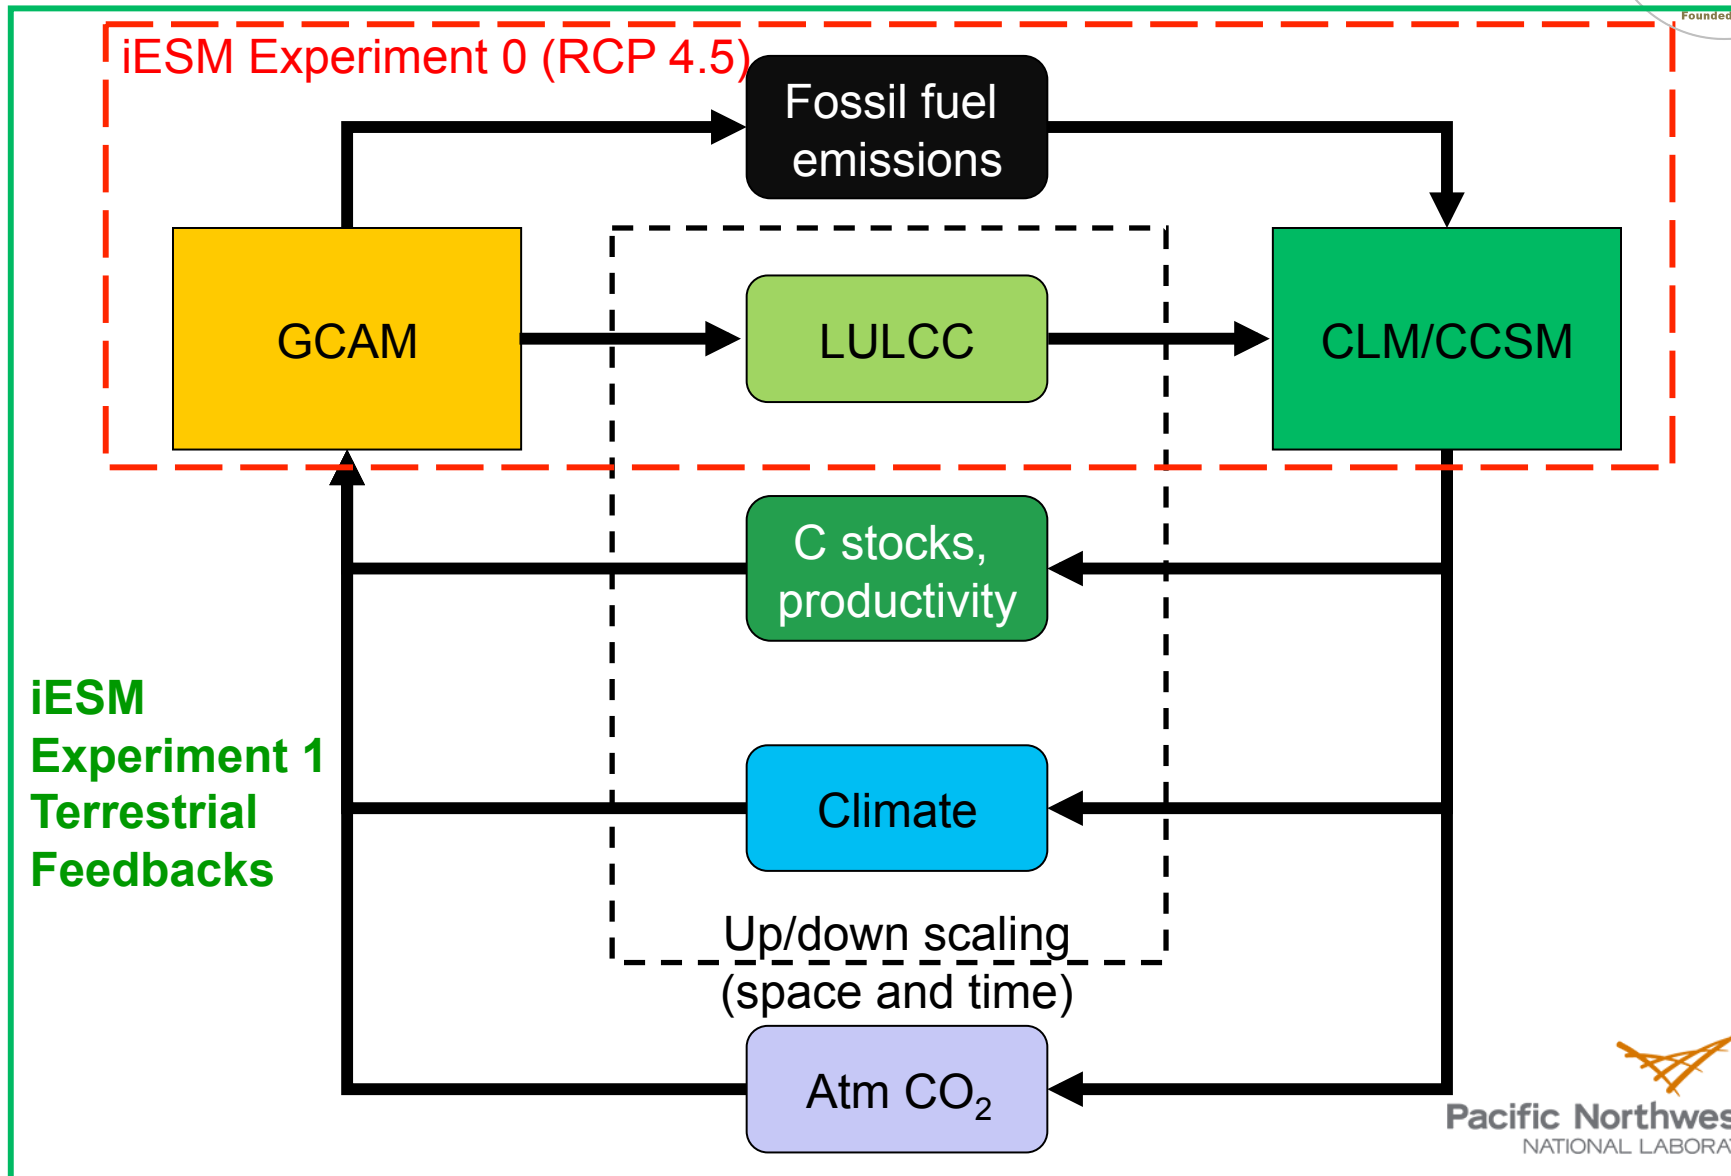 Founded
iESM Experiment 0 (RCP 4.5)
Fossil fuel
emissions
GCAM
LULCC
CLM/CCSM
C stocks,
productivity
iESM
Experiment 1
Terrestrial
Feedbacks
Climate
Up/down scaling
(space and time)
Atm CO₂
Pacific Northwes
NATIONAL LABORA